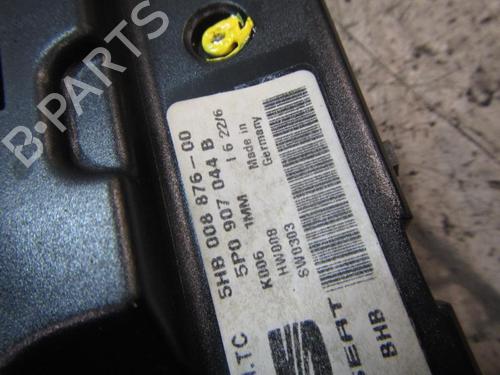 B-PARTS
5HB 008 876-00
5P0 907 044 B
1MM
I 6 22/6
K006
HW008
SW0303
Made in
Germany
.TC
SEAT
BHB